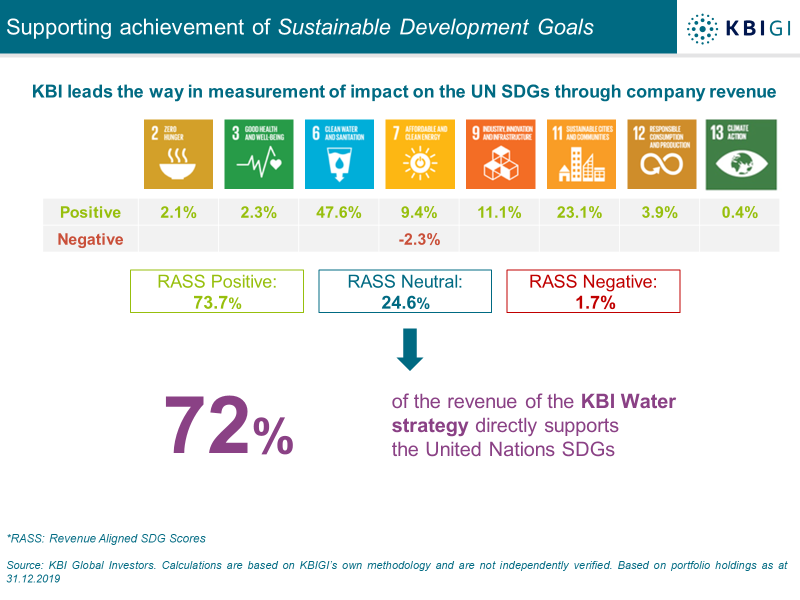 Supporting achievement of Sustainable Development Goals
KBIGI
KBI leads the way in measurement of impact on the UN SDGs through company revenue
2 ZERO HUNGER
3 GOOD HEALTH AND WELL-BEING
6 CLEAN WATER AND SANITATION
7 AFFORDABLE AND CLEAN ENERGY
9 INDUSTRY, INNOVATION AND INFRASTRUCTURE
11 SUSTAINABLE CITIES AND COMMUNITIES
12 RESPONSIBLE CONSUMPTION AND PRODUCTION
13 CLIMATE ACTION
Positive 2.1% 2.3% 47.6% 9.4% 11.1% 23.1% 3.9% 0.4%
Negative -2.3%
RASS Positive:
73.7%
RASS Neutral:
24.6%
RASS Negative:
1.7%
72%
of the revenue of the KBI Water
strategy directly supports
the United Nations SDGs
*RASS: Revenue Aligned SDG Scores
Source: KBI Global Investors. Calculations are based on KBIGI's own methodology and are not independently verified. Based on portfolio holdings as at
31.12.2019